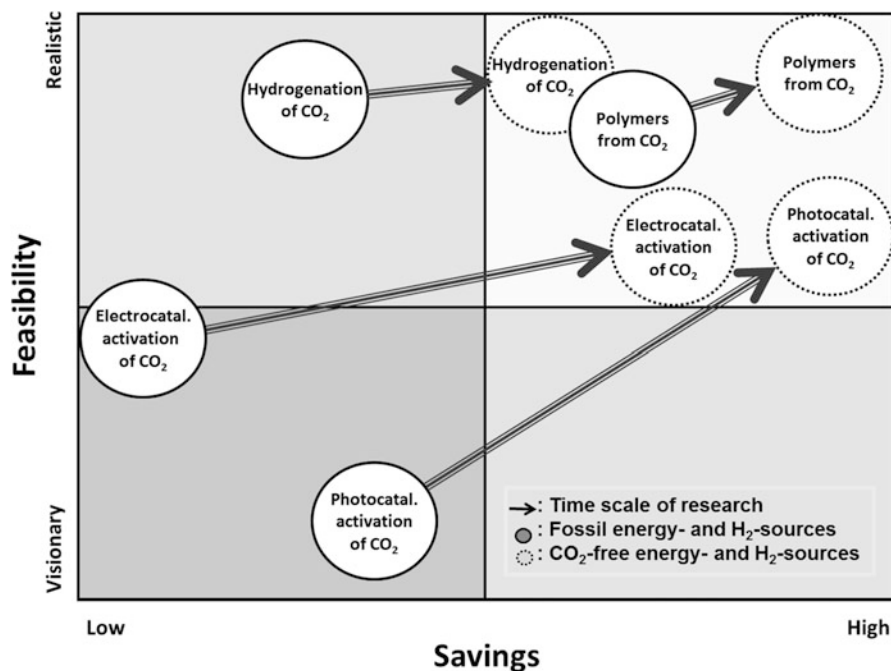 Realistic
Feasibility
Visionary
Hydrogenation
of CO₂
Hydrogenation
of CO₂
Polymers
from CO₂
Polymers
from CO₂
Electrocatal.
activation
of CO₂
Photocatal.
activation
of CO₂
Electrocatal.
activation
of CO₂
Photocatal.
activation
of CO₂
: Time scale of research
: Fossil energy- and H₂-sources
: CO₂-free energy- and H₂-sources
Low
High
Savings